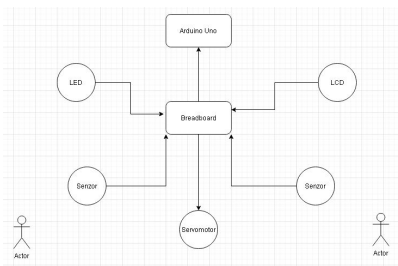 Arduino Uno
LED
LCD
Breadboard
Senzor
Senzor
Servomotor
Actor
Actor